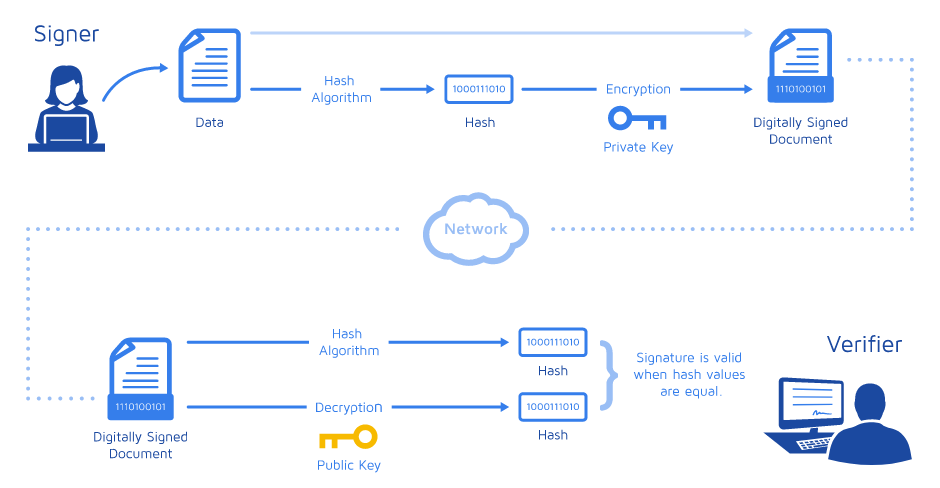 Signer
Data
Hash
Algorithm
1000111010
Hash
Encryption
Private Key
1110100101
Digitally Signed
Document
Network
1110100101
Digitally Signed
Document
Hash
Algorithm
1000111010
Hash
Decryption
Public Key
1000111010
Hash
Signature is valid
when hash values
are equal.
Verifier